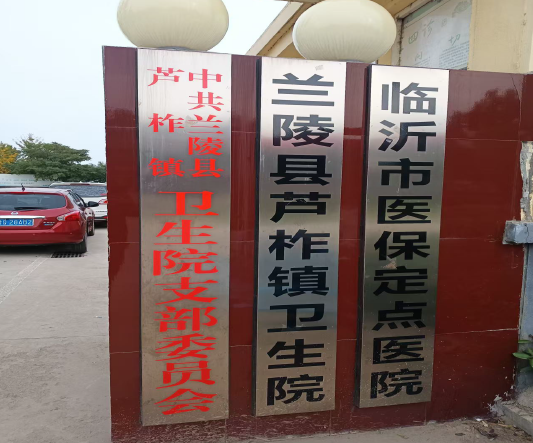 中共兰陵县
芦柞镇
卫生院支部委员会
兰陵县芦柞镇卫生院
临沂市医保定点医院